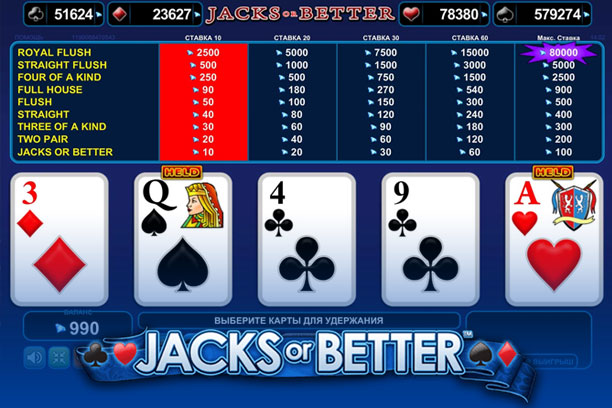 51624 23627 JACKS OR BETTER 78380 579274
СТАВКА 10 СТАВКА 20 СТАВКА 30 СТАВКА 60 Макс. Ставка
ROYAL FLUSH 2500 5000 7500 15000 80000
STRAIGHT FLUSH 500 1000 1500 3000 5000
FOUR OF A KIND 250 500 750 1500 2500
FULL HOUSE 90 180 270 540 900
FLUSH 50 100 150 300 500
STRAIGHT 40 80 120 240 400
THREE OF A KIND 30 60 90 180 300
TWO PAIR 20 40 60 120 200
JACKS OR BETTER 10 20 30 60 100
HELD HELD
3 Q 4 9 A
БАЛАНС
990
ВЫБЕРИТЕ КАРТЫ ДЛЯ УДЕРЖАНИЯ
JACKS OR BETTER™
ВЫИГРЫШ